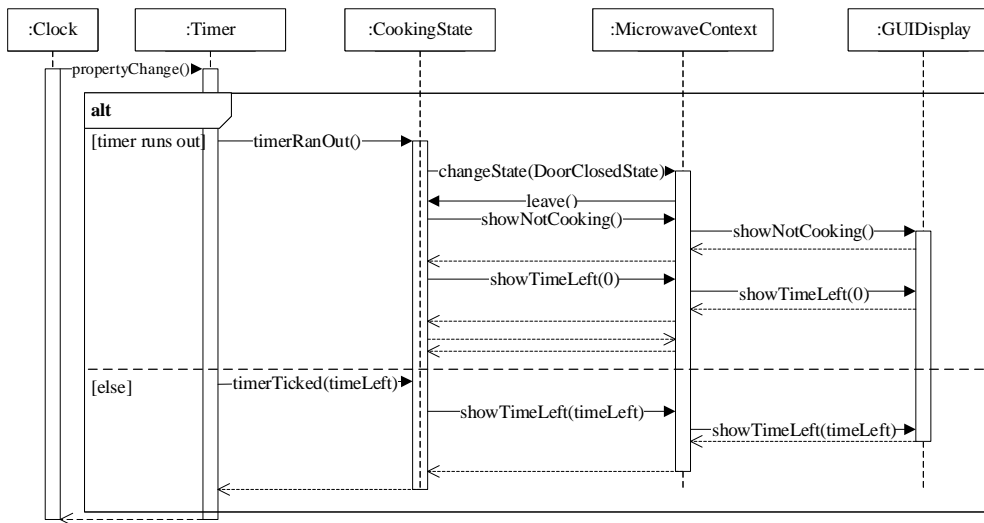 :Clock
:Timer
:CookingState
:MicrowaveContext
:GUIDisplay
propertyChange()
alt
[timer runs out]
timerRanOut()
changeState(DoorClosedState)
leave()
showNotCooking()
showNotCooking()
showTimeLeft(0)
showTimeLeft(0)
[else]
timerTicked(timeLeft)
showTimeLeft(timeLeft)
showTimeLeft(timeLeft)